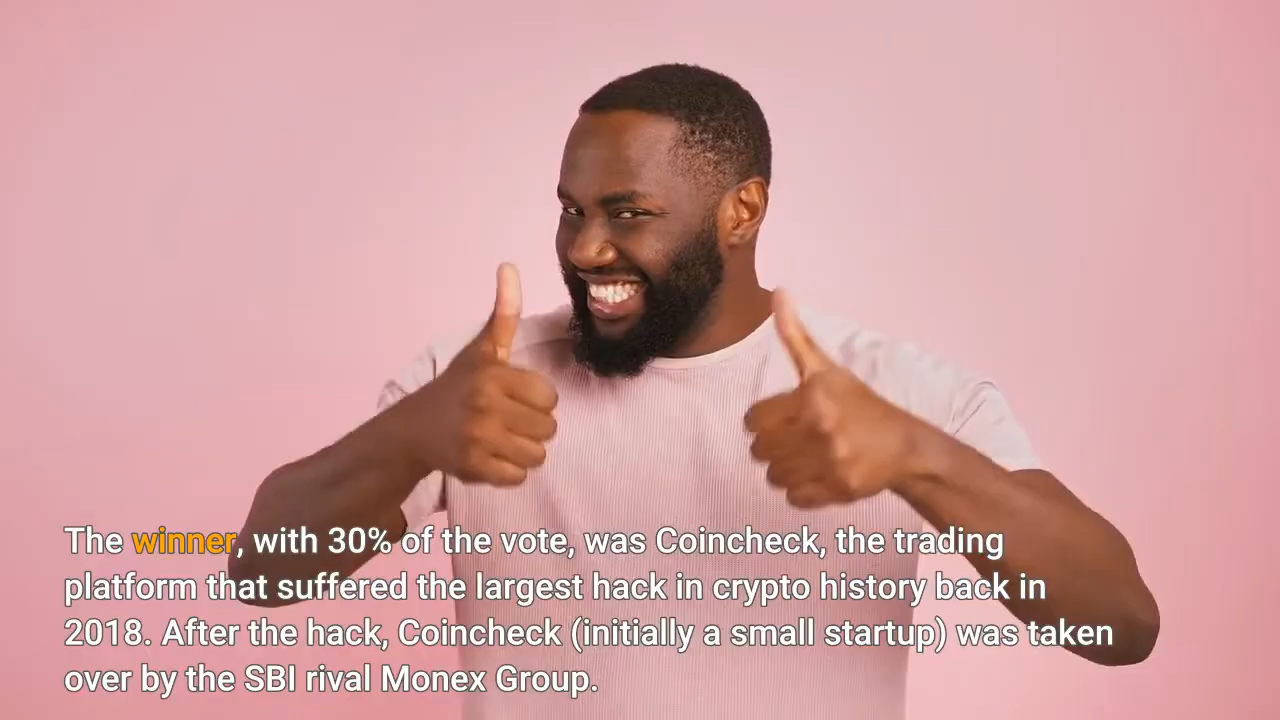 The winner, with 30% of the vote, was Coincheck, the trading
platform that suffered the largest hack in crypto history back in
2018. After the hack, Coincheck (initially a small startup) was taken
over by the SBI rival Monex Group.